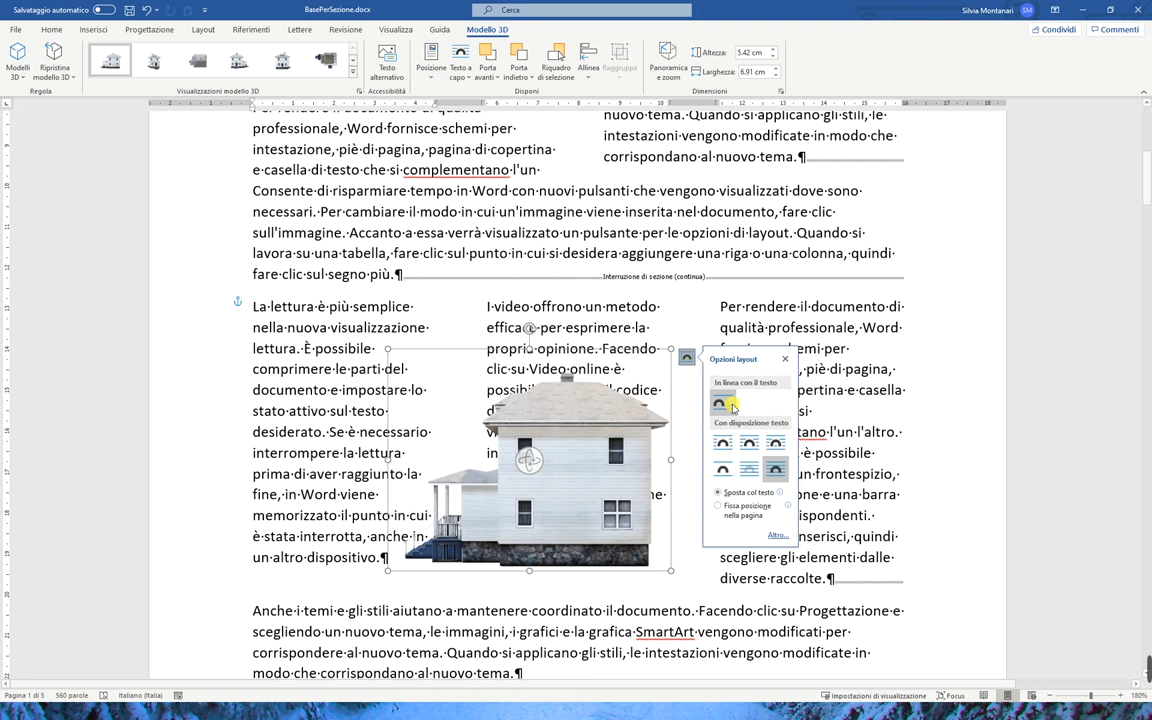 Salvataggio automatico
BasePerSezione.docx
Cerca
Silvia Montanari
SM
File
Home
Inserisci
Progettazione
Layout
Riferimenti
Lettere
Revisione
Visualizza
Guida
Modello 3D
Condividi
Commenti
Modelli
3D
Ripristina
modello 3D
Testo
alternativo
Posizione
Testo a
capo
Porta
avanti
Porta
indietro
Riquadro
di selezione
Allinea
Raggruppa
Panoramica
e zoom
Altezza:
5.42 cm
Larghezza:
6.91 cm
Regola
Visualizzazioni modello 3D
Accessibilità
Disponi
Dimensioni
professionale,·Word·fornisce·schemi·per·
intestazione,·piè·di·pagina,·pagina·di·copertina·
e·casella·di·testo·che·si·complementano·l'un·
nuovo·tema.·Quando·si·applicano·gli·stili,·le·
intestazioni·vengono·modificate·in·modo·che·
corrispondano·al·nuovo·tema.¶
Consente·di·risparmiare·tempo·in·Word·con·nuovi·pulsanti·che·vengono·visualizzati·dove·sono·
necessari.·Per·cambiare·il·modo·in·cui·un'immagine·viene·inserita·nel·documento,·fare·clic·
sull'immagine.·Accanto·a·essa·verrà·visualizzato·un·pulsante·per·le·opzioni·di·layout.·Quando·si·
lavora·su·una·tabella,·fare·clic·sul·punto·in·cui·si·desidera·aggiungere·una·riga·o·una·colonna,·quindi·
fare·clic·sul·segno·più.¶
Interruzione di sezione (continua)
La·lettura·è·più·semplice·
nella·nuova·visualizzazione·
lettura.·È·possibile·
comprimere·le·parti·del·
documento·e·impostare·lo·
stato·attivo·sul·testo·
desiderato.·Se·è·necessario·
interrompere·la·lettura·
prima·di·aver·raggiunto·la·
fine,·in·Word·viene·
memorizzato·il·punto·in·cui·
è·stata·interrotta,·anche·in·
un·altro·dispositivo.¶
I·video·offrono·un·metodo·
efficace·per·esprimere·la·
propria·opinione.·Facendo·
clic·su·Video·online·è·
Per·rendere·il·documento·di·
qualità·professionale,·Word·
scegliere·gli·elementi·dalle·
diverse·raccolte.¶
Opzioni layout
In linea con il testo
Con disposizione testo
Sposta col testo
Fissa posizione
nella pagina
Altro...
Anche·i·temi·e·gli·stili·aiutano·a·mantenere·coordinato·il·documento.·Facendo·clic·su·Progettazione·e·
scegliendo·un·nuovo·tema,·le·immagini,·i·grafici·e·la·grafica·SmartArt·vengono·modificati·per·
corrispondere·al·nuovo·tema.·Quando·si·applicano·gli·stili,·le·intestazioni·vengono·modificate·in·
modo·che·corrispondano·al·nuovo·tema.¶
Pagina 1 di 5
560 parole
Italiano (Italia)
Impostazioni di visualizzazione
Focus
180%